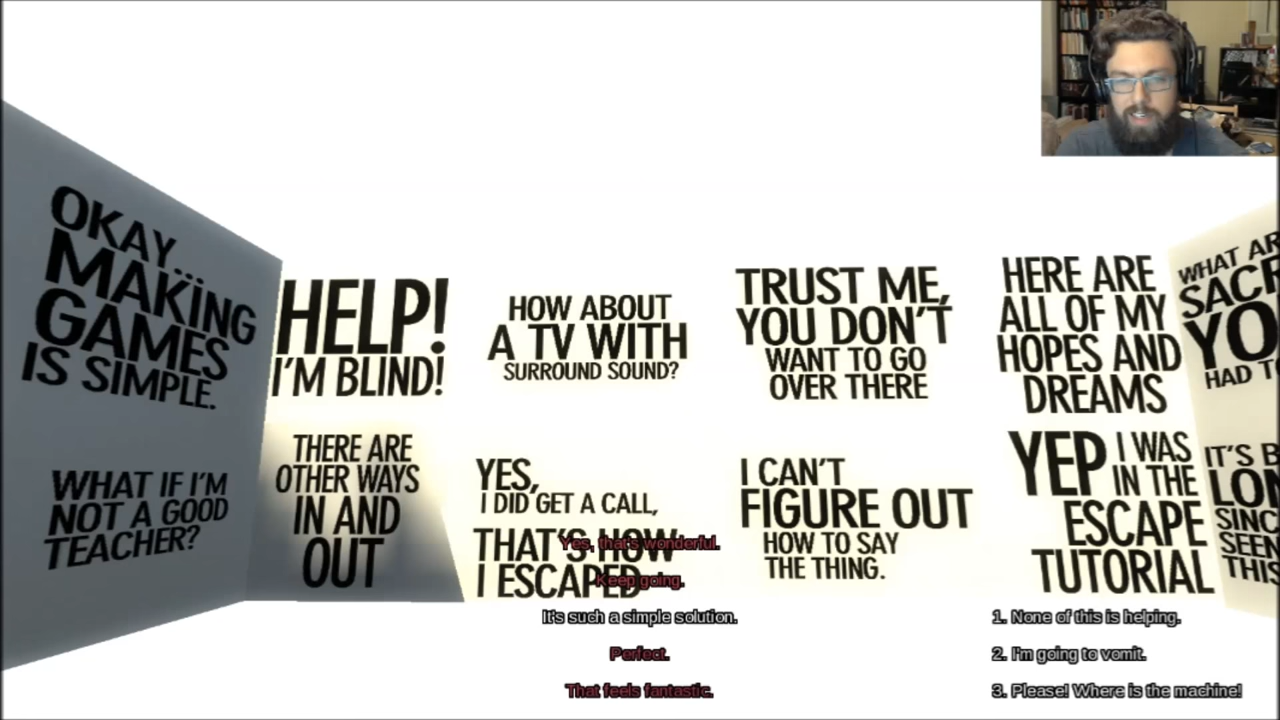 OKAY...
MAKING
GAMES
IS SIMPLE.
WHAT IF I'M
NOT A GOOD
TEACHER?
HELP!
I'M BLIND!
THERE ARE
OTHER WAYS
IN AND
OUT
HOW ABOUT
A TV WITH
SURROUND SOUND?
YES,
I DID GET A CALL,
THAT'S HOW
I ESCAPED
TRUST ME,
YOU DON'T
WANT TO GO
OVER THERE
I CAN'T
FIGURE OUT
HOW TO SAY
THE THING.
HERE ARE
ALL OF MY
HOPES AND
DREAMS
YEP I WAS
IN THE
ESCAPE
TUTORIAL
WHAT
HAD
IT'S
Yes, that's wonderful.
Keep going.
It's such a simple solution.
Perfect.
That feels fantastic.
1. None of this is helping.
2. I'm going to vomit.
3. Please! Where is the machine!